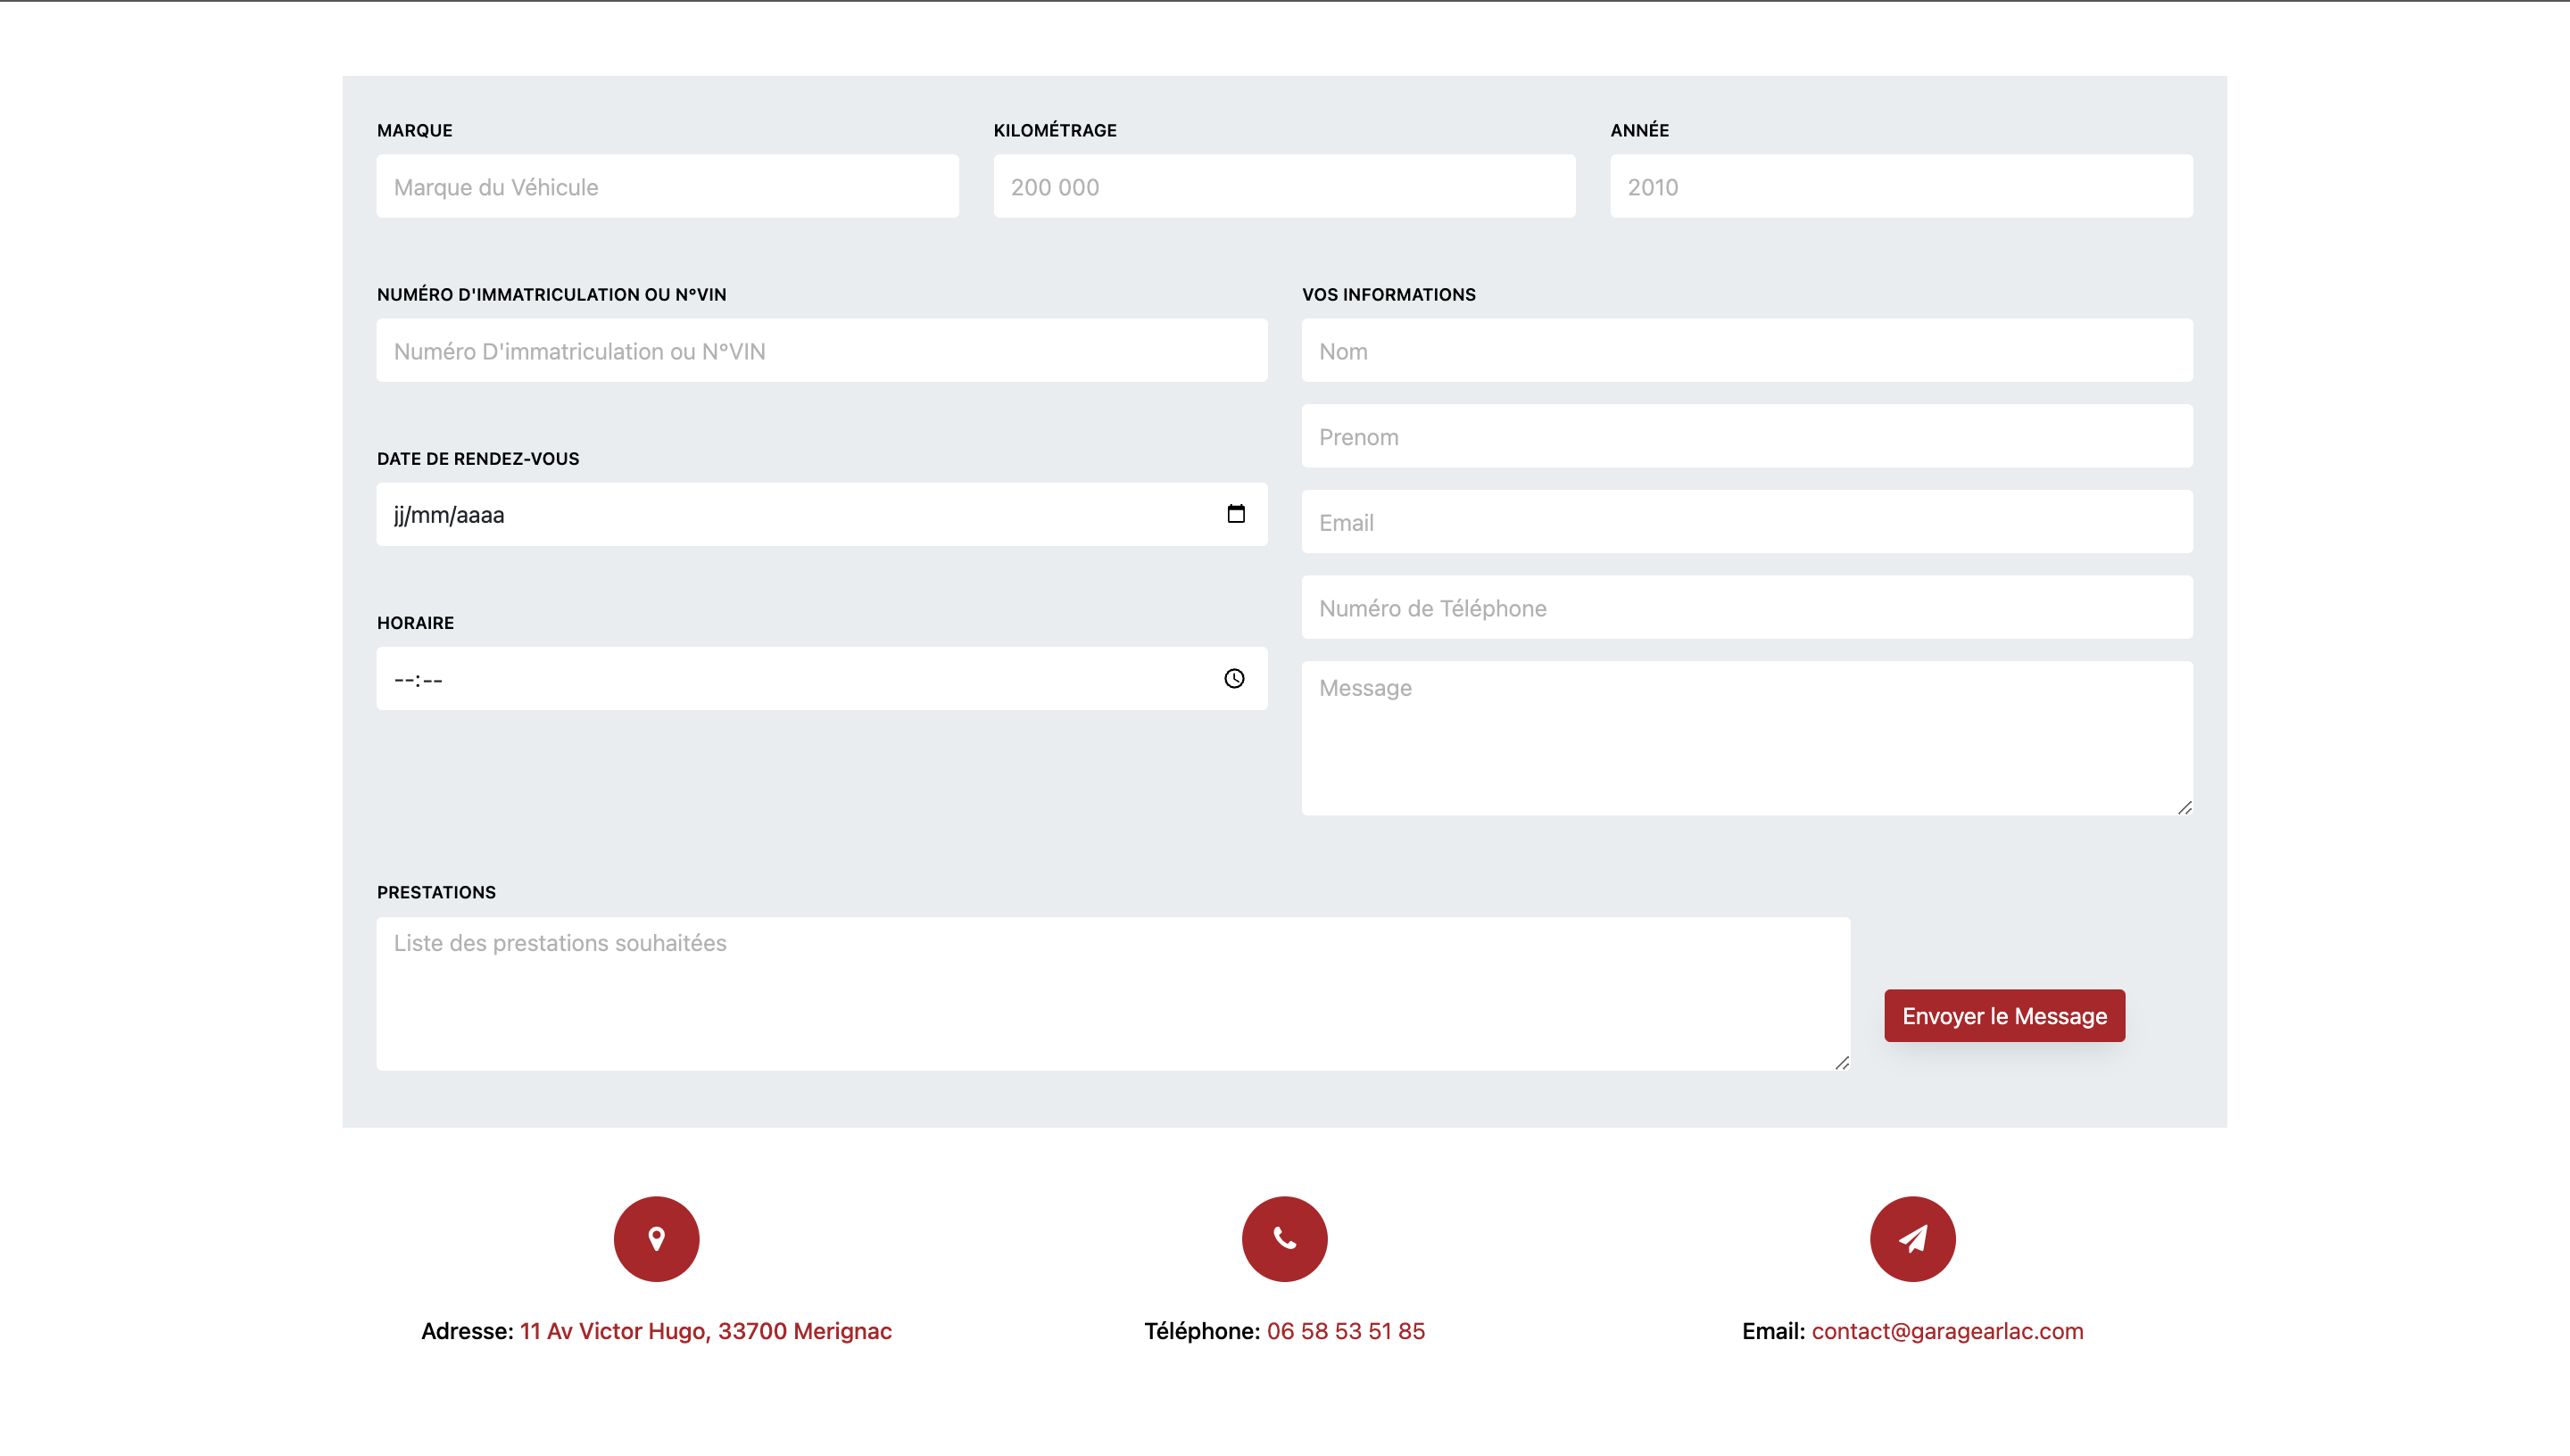 MARQUE
Marque du Véhicule
KILOMÉTRAGE
200 000
ANNÉE
2010
NUMÉRO D'IMMATRICULATION OU N°VIN
Numéro D'immatriculation ou N°VIN
DATE DE RENDEZ-VOUS
jj/mm/aaaa
HORAIRE
--:--
VOS INFORMATIONS
Nom
Prenom
Email
Numéro de Téléphone
Message
PRESTATIONS
Liste des prestations souhaitées
Envoyer le Message
Adresse: 11 Av Victor Hugo, 33700 Merignac
Téléphone: 06 58 53 51 85
Email: contact@garagearlac.com